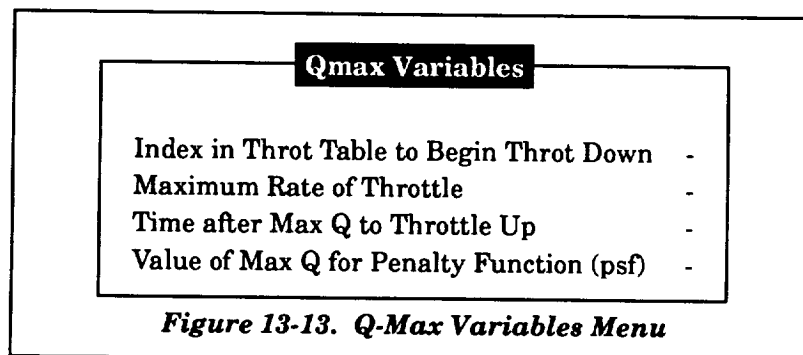 Qmax Variables
Index in Throt Table to Begin Throt Down -
Maximum Rate of Throttle -
Time after Max Q to Throttle Up -
Value of Max Q for Penalty Function (psf) -
Figure 13-13. Q-Max Variables Menu